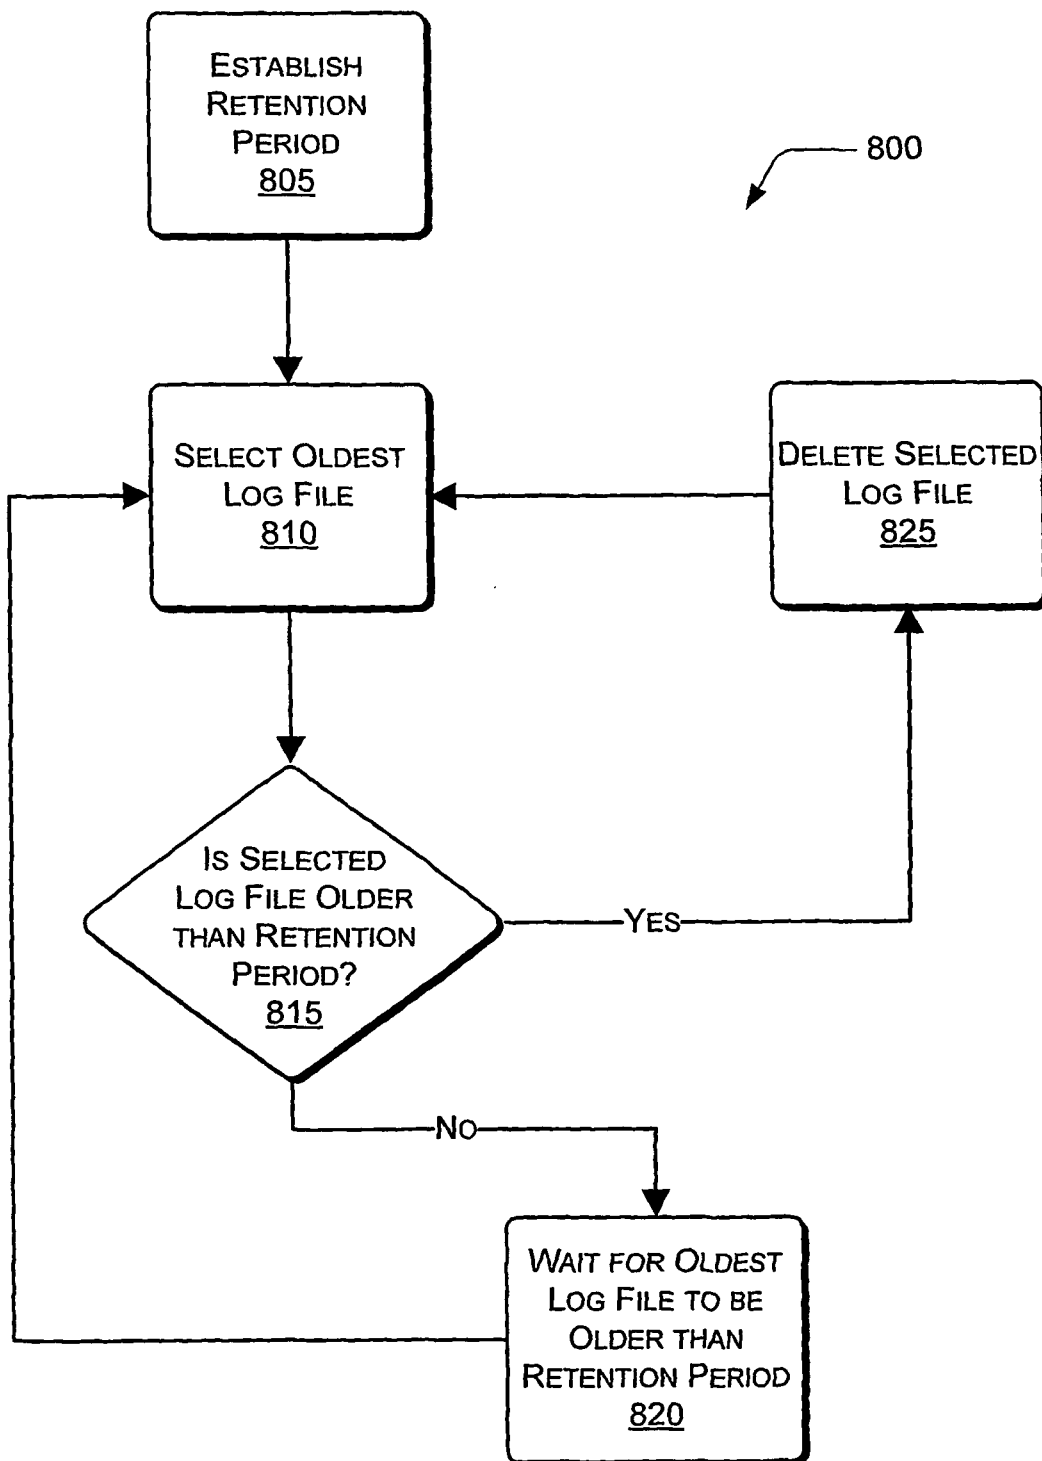 ESTABLISH
RETENTION
PERIOD
805
800
SELECT OLDEST
LOG FILE
810
DELETE SELECTED
LOG FILE
825
IS SELECTED
LOG FILE OLDER
THAN RETENTION
PERIOD?
815
YES
NO
WAIT FOR OLDEST
LOG FILE TO BE
OLDER THAN
RETENTION PERIOD
820